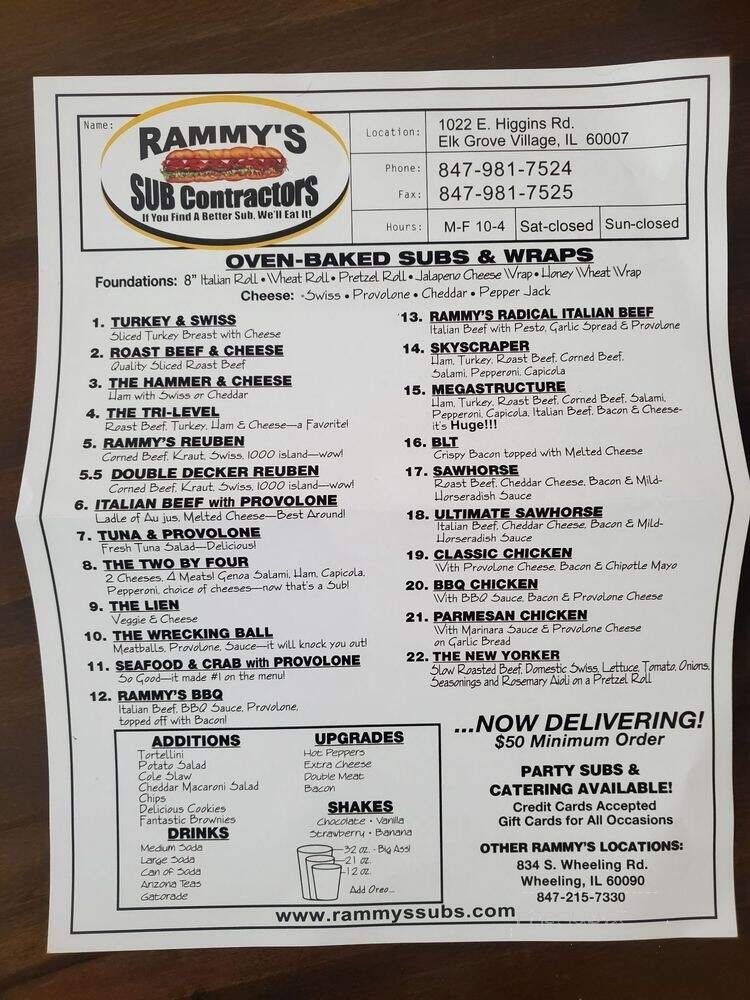 Name:
RAMMY'S
SUB Contractors
If You Find A Better Sub, We'll Eat It!
Location: 1022 E. Higgins Rd.
Elk Grove Village, IL 60007
Phone: 847-981-7524
Fax: 847-981-7525
Hours: M-F 10-4 Sat-closed Sun-closed
OVEN-BAKED SUBS & WRAPS
Foundations: 8" Italian Roll • Wheat Roll • Pretzel Roll • Jalapeno Cheese Wrap • Honey Wheat Wrap
Cheese: •Swiss • Provolone • Cheddar • Pepper Jack
1. TURKEY & SWISS
Sliced Turkey Breast with Cheese
2. ROAST BEEF & CHEESE
Quality Sliced Roast Beef
3. THE HAMMER & CHEESE
Ham with Swiss or Cheddar
4. THE TRI-LEVEL
Roast Beef, Turkey, Ham & Cheese—a Favorite!
5. RAMMY'S REUBEN
Corned Beef, Kraut, Swiss, 1000 island—wow!
5.5 DOUBLE DECKER REUBEN
Corned Beef, Kraut, Swiss, 1000 island—wow!
6. ITALIAN BEEF with PROVOLONE
Ladle of Au jus, Melted Cheese—Best Around!
7. TUNA & PROVOLONE
Fresh Tuna Salad—Delicious!
8. THE TWO BY FOUR
2 Cheeses, 4 Meats! Genoa Salami, Ham, Capicola,
Pepperoni, choice of cheeses—now that's a Sub!
9. THE LIEN
Veggie & Cheese
10. THE WRECKING BALL
Meatballs, Provolone, Sauce—it will knock you out!
11. SEAFOOD & CRAB with PROVOLONE
So Good—it made #1 on the menu!
12. RAMMY'S BBQ
Italian Beef, BBQ Sauce, Provolone,
topped off with Bacon!
13. RAMMY'S RADICAL ITALIAN BEEF
Italian Beef with Pesto, Garlic Spread & Provolone
14. SKYSCRAPER
Ham, Turkey, Roast Beef, Corned Beef,
Salami, Pepperoni, Capicola
15. MEGASTRUCTURE
Ham, Turkey, Roast Beef, Corned Beef, Salami,
Pepperoni, Capicola, Italian Beef, Bacon & Cheese-
it's Huge!!!
16. BLT
Crispy Bacon topped with Melted Cheese
17. SAWHORSE
Roast Beef, Cheddar Cheese, Bacon & Mild-
Horseradish Sauce
18. ULTIMATE SAWHORSE
Italian Beef, Cheddar Cheese, Bacon & Mild-
Horseradish Sauce
19. CLASSIC CHICKEN
With Provolone Cheese, Bacon & Chipotle Mayo
20. BBQ CHICKEN
With BBQ Sauce, Bacon & Provolone Cheese
21. PARMESAN CHICKEN
With Marinara Sauce & Provolone Cheese
on Garlic Bread
22. THE NEW YORKER
Slow Roasted Beef, Domestic Swiss, Lettuce, Tomato, Onions,
Seasonings and Rosemary Aioli on a Pretzel Roll
ADDITIONS
Tortellini
Potato Salad
Cole Slaw
Cheddar Macaroni Salad
Chips
Delicious Cookies
Fantastic Brownies
DRINKS
Medium Soda
Large Soda
Can of Soda
Arizona Teas
Gatorade
UPGRADES
Hot Peppers
Extra Cheese
Double Meat
Bacon
SHAKES
Chocolate • Vanilla
Strawberry • Banana
32 oz. - Big Ass!
21 oz.
12 oz.
Add Oreo...
...NOW DELIVERING!
$50 Minimum Order
PARTY SUBS &
CATERING AVAILABLE!
Credit Cards Accepted
Gift Cards for All Occasions
OTHER RAMMY'S LOCATIONS:
834 S. Wheeling Rd.
Wheeling, IL 60090
847-215-7330
www.rammyssubs.com